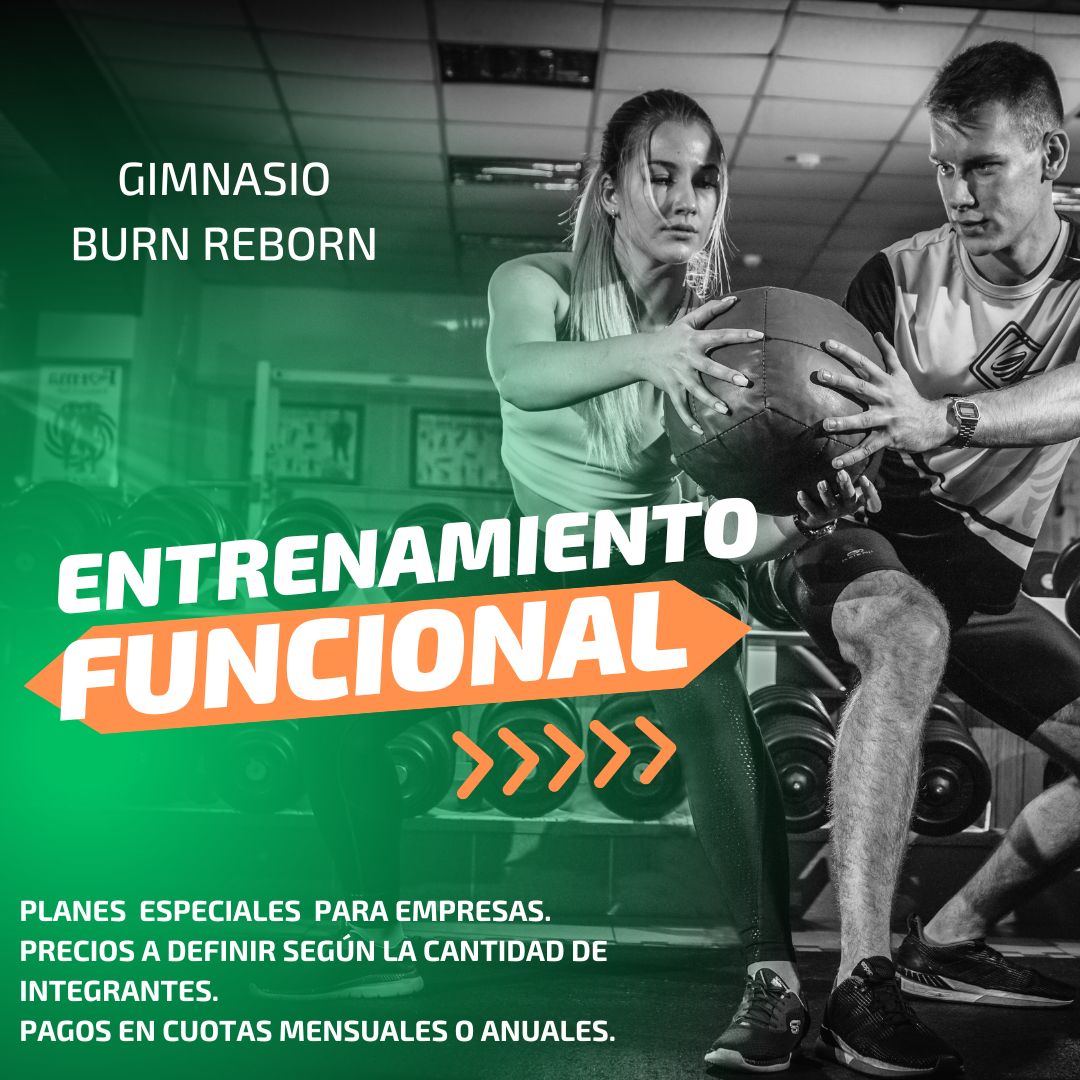 GIMNASIO
BURN REBORN
ENTRENAMIENTO
FUNCIONAL
PLANES ESPECIALES PARA EMPRESAS.
PRECIOS A DEFINIR SEGÚN LA CANTIDAD DE
INTEGRANTES.
PAGOS EN CUOTAS MENSUALES O ANUALES.